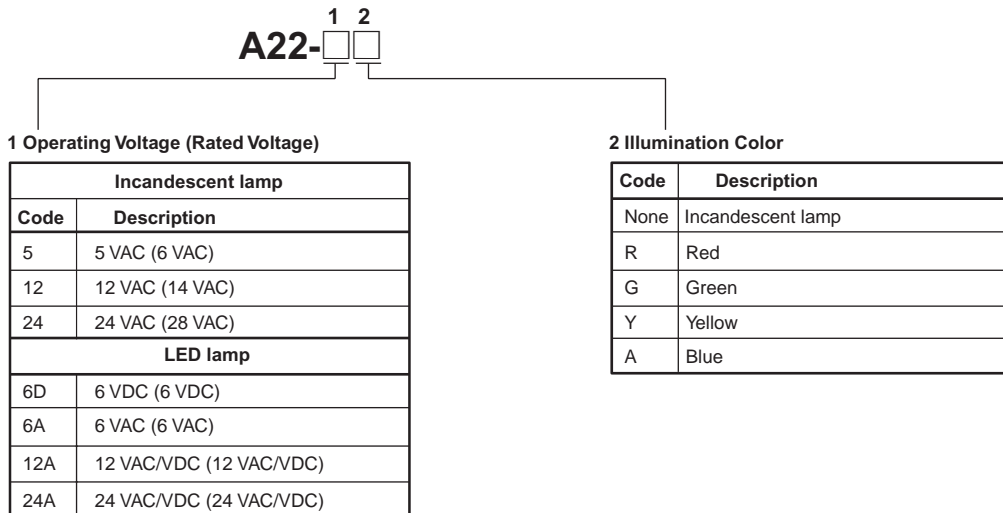 1 2
A22-
1 Operating Voltage (Rated Voltage)
Incandescent lamp
Code Description
5 5 VAC (6 VAC)
12 12 VAC (14 VAC)
24 24 VAC (28 VAC)
LED lamp
6D 6 VDC (6 VDC)
6A 6 VAC (6 VAC)
12A 12 VAC/VDC (12 VAC/VDC)
24A 24 VAC/VDC (24 VAC/VDC)
2 Illumination Color
Code Description
None Incandescent lamp
R Red
G Green
Y Yellow
A Blue